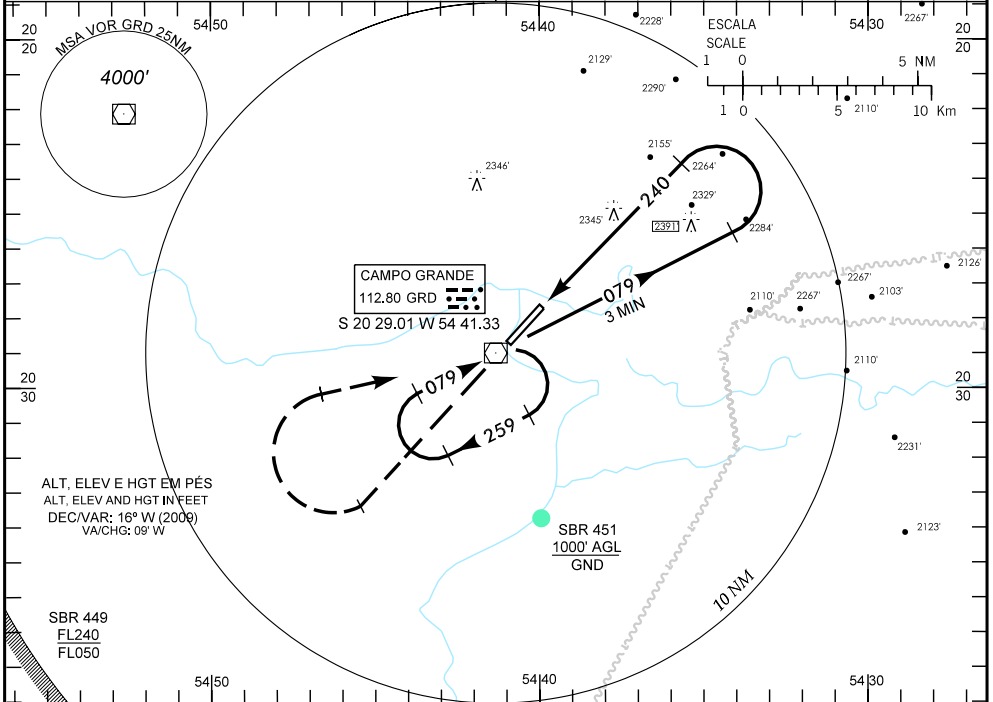 54 50
54 40
54 30
20
20
20
20
MSA VOR GRD 25NM
4000'
2228'
2267'
ESCALA
SCALE
1 0 5 NM
1 0 5 10 Km
2129'
2290'
2110'
2155'
2264'
2346'
240
2329'
2345'
2391'
2284'
2126'
CAMPO GRANDE
112.80 GRD
S 20 29.01 W 54 41.33
079
3 MIN
2267'
2103'
2110'
2267'
2110'
079
20
30
20
30
259
2231'
ALT, ELEV E HGT EM PÉS
ALT, ELEV AND HGT IN FEET
DEC/VAR: 16º W (2009)
VA/CHG: 09' W
SBR 451
1000' AGL
GND
2123'
10 NM
SBR 449
FL240
FL050
54 50
54 40
54 30